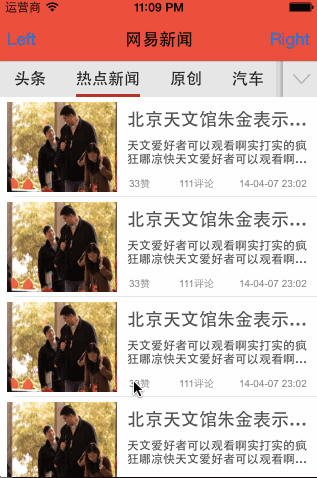 运营商 11:09 PM
Left 网易新闻 Right
头条 热点新闻 原创 汽车
北京天文馆朱金表示...
天文爱好者可以观看啊实打实的疯
狂哪凉快天文爱好者可以观看啊...
33赞 111评论 14-04-07 23:02
北京天文馆朱金表示...
天文爱好者可以观看啊实打实的疯
狂哪凉快天文爱好者可以观看啊...
33赞 111评论 14-04-07 23:02
北京天文馆朱金表示...
天文爱好者可以观看啊实打实的疯
狂哪凉快天文爱好者可以观看啊...
33赞 111评论 14-04-07 23:02
北京天文馆朱金表示...
天文爱好者可以观看啊实打实的疯
狂哪凉快天文爱好者可以观看啊...